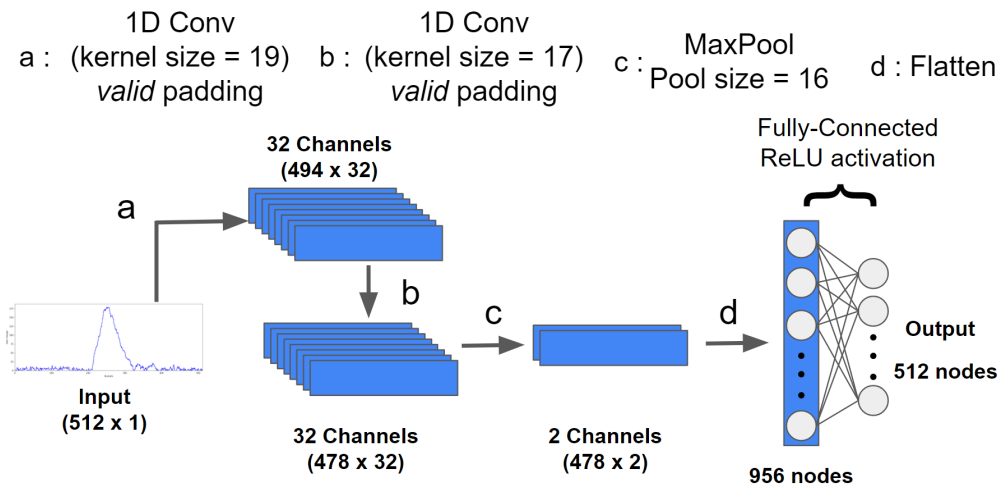 1D Conv
a : (kernel size = 19)
valid padding
1D Conv
b : (kernel size = 17)
valid padding
MaxPool
c : Pool size = 16
d : Flatten
Fully-Connected
ReLU activation
32 Channels
(494 x 32)
a
b
c
d
Input
(512 x 1)
32 Channels
(478 x 32)
2 Channels
(478 x 2)
Output
512 nodes
956 nodes